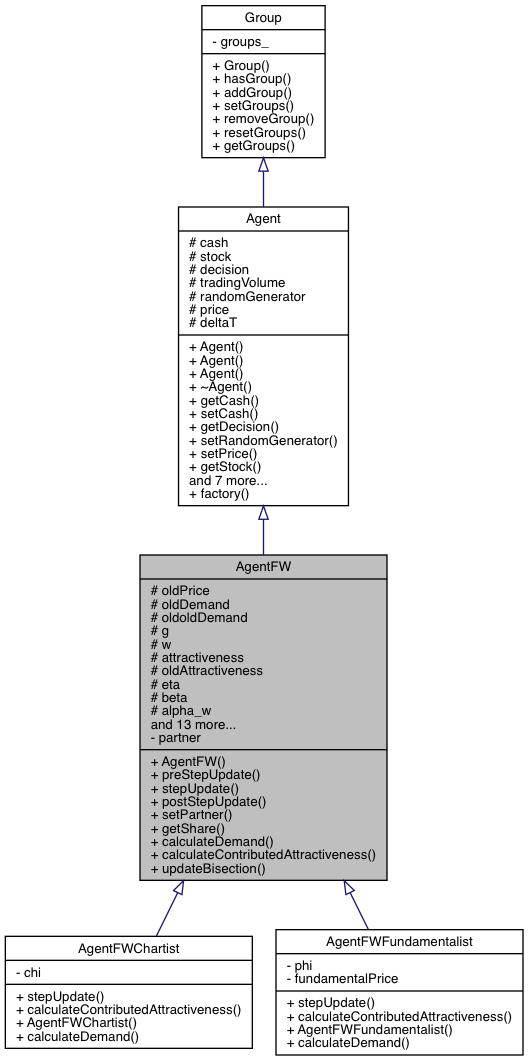 Group
- groups_
+ Group()
+ hasGroup()
+ addGroup()
+ setGroups()
+ removeGroup()
+ resetGroups()
+ getGroups()
Agent
# cash
# stock
# decision
# tradingVolume
# randomGenerator
# price
# deltaT
+ Agent()
+ Agent()
+ Agent()
+ ~Agent()
+ getCash()
+ setCash()
+ getDecision()
+ setRandomGenerator()
+ setPrice()
+ getStock()
and 7 more...
+ factory()
AgentFW
# oldPrice
# oldDemand
# oldoldDemand
# g
# w
# attractiveness
# oldAttractiveness
# eta
# beta
# alpha_w
and 13 more...
- partner
+ AgentFW()
+ preStepUpdate()
+ stepUpdate()
+ postStepUpdate()
+ setPartner()
+ getShare()
+ calculateDemand()
+ calculateContributedAttractiveness()
+ updateBisection()
AgentFWChartist
- chi
+ stepUpdate()
+ calculateContributedAttractiveness()
+ AgentFWChartist()
+ calculateDemand()
AgentFWFundamentalist
- phi
- fundamentalPrice
+ stepUpdate()
+ calculateContributedAttractiveness()
+ AgentFWFundamentalist()
+ calculateDemand()